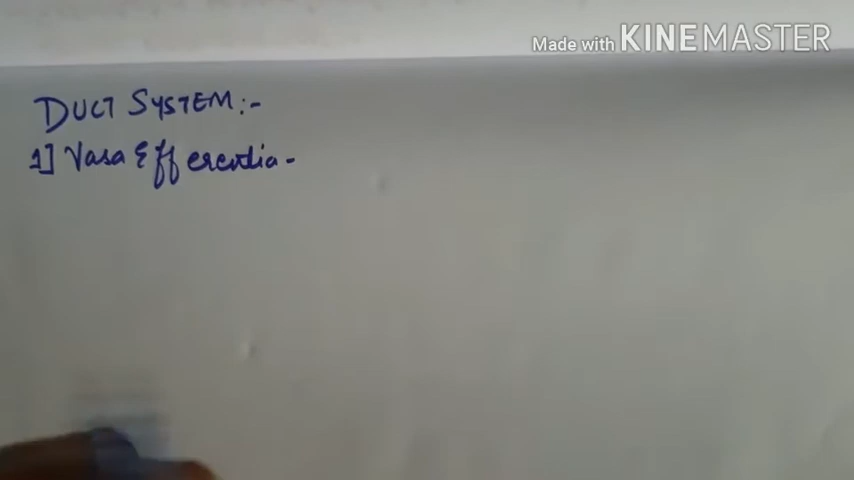 Made with KINEMASTER
DUCT SYSTEM:-
1] Vasa Efferentia -